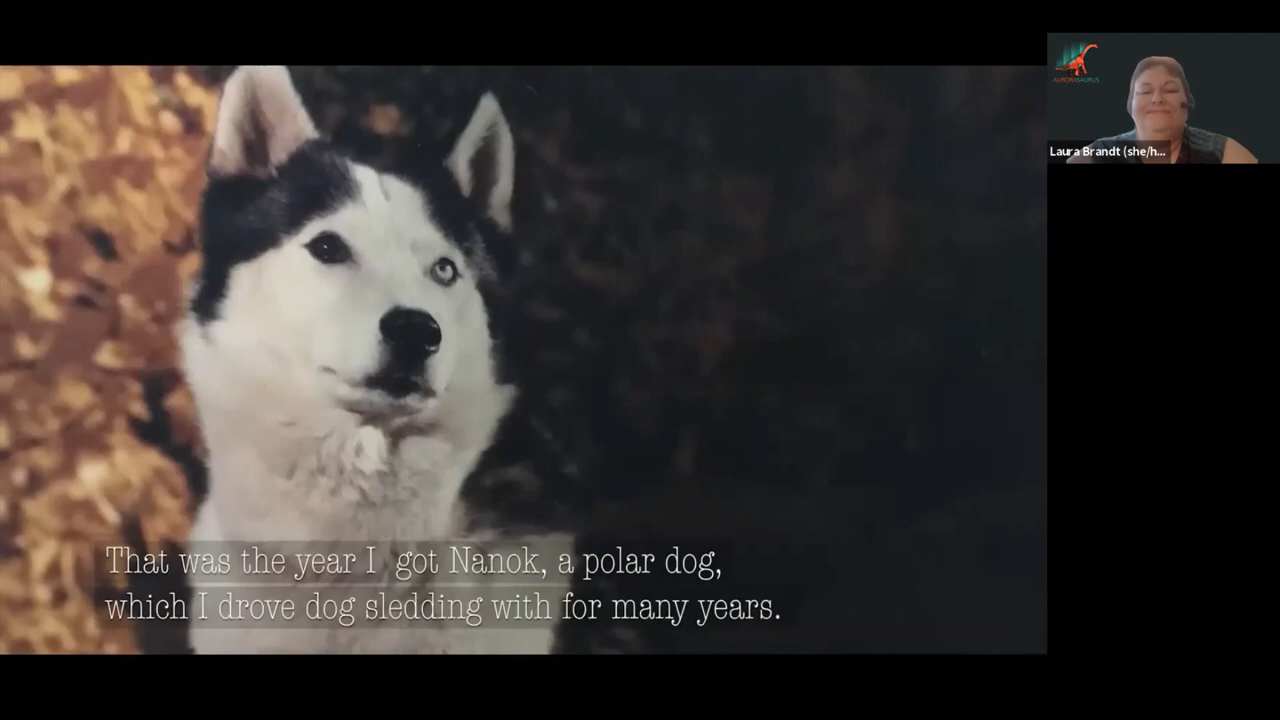 AURORASAURUS
Laura Brandt (she/h...
That was the year I  got Nanok, a polar dog,
which I drove dog sledding with for many years.